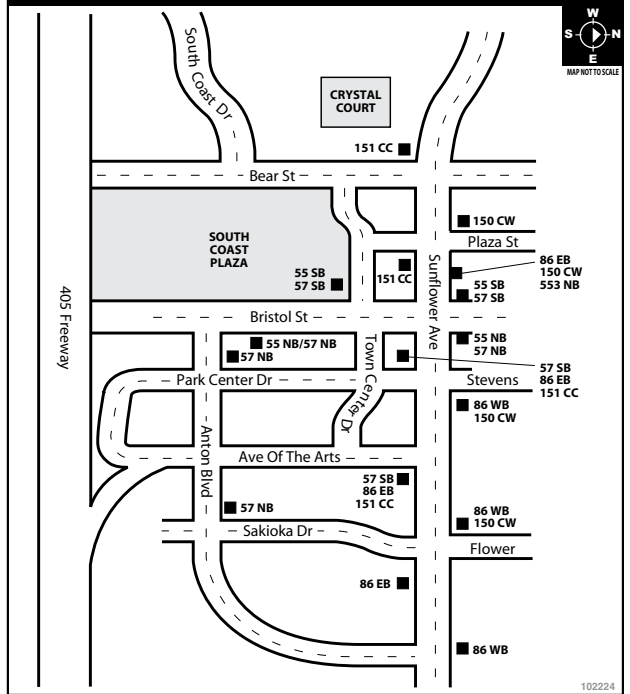 W
S
N
E
MAP NOT TO SCALE
South Coast Dr
CRYSTAL
COURT
151 CC
Bear St
150 CW
Plaza St
SOUTH
COAST
PLAZA
55 SB
57 SB
151 CC
Sunflower Ave
86 EB
150 CW
553 NB
55 SB
57 SB
405 Freeway
Bristol St
55 NB/57 NB
57 NB
Town Center Dr
55 NB
57 NB
57 SB
86 EB
151 CC
Park Center Dr
Stevens
86 WB
150 CW
Anton Blvd
Ave Of The Arts
57 SB
86 EB
151 CC
57 NB
86 WB
150 CW
Sakioka Dr
Flower
86 EB
86 WB
102224